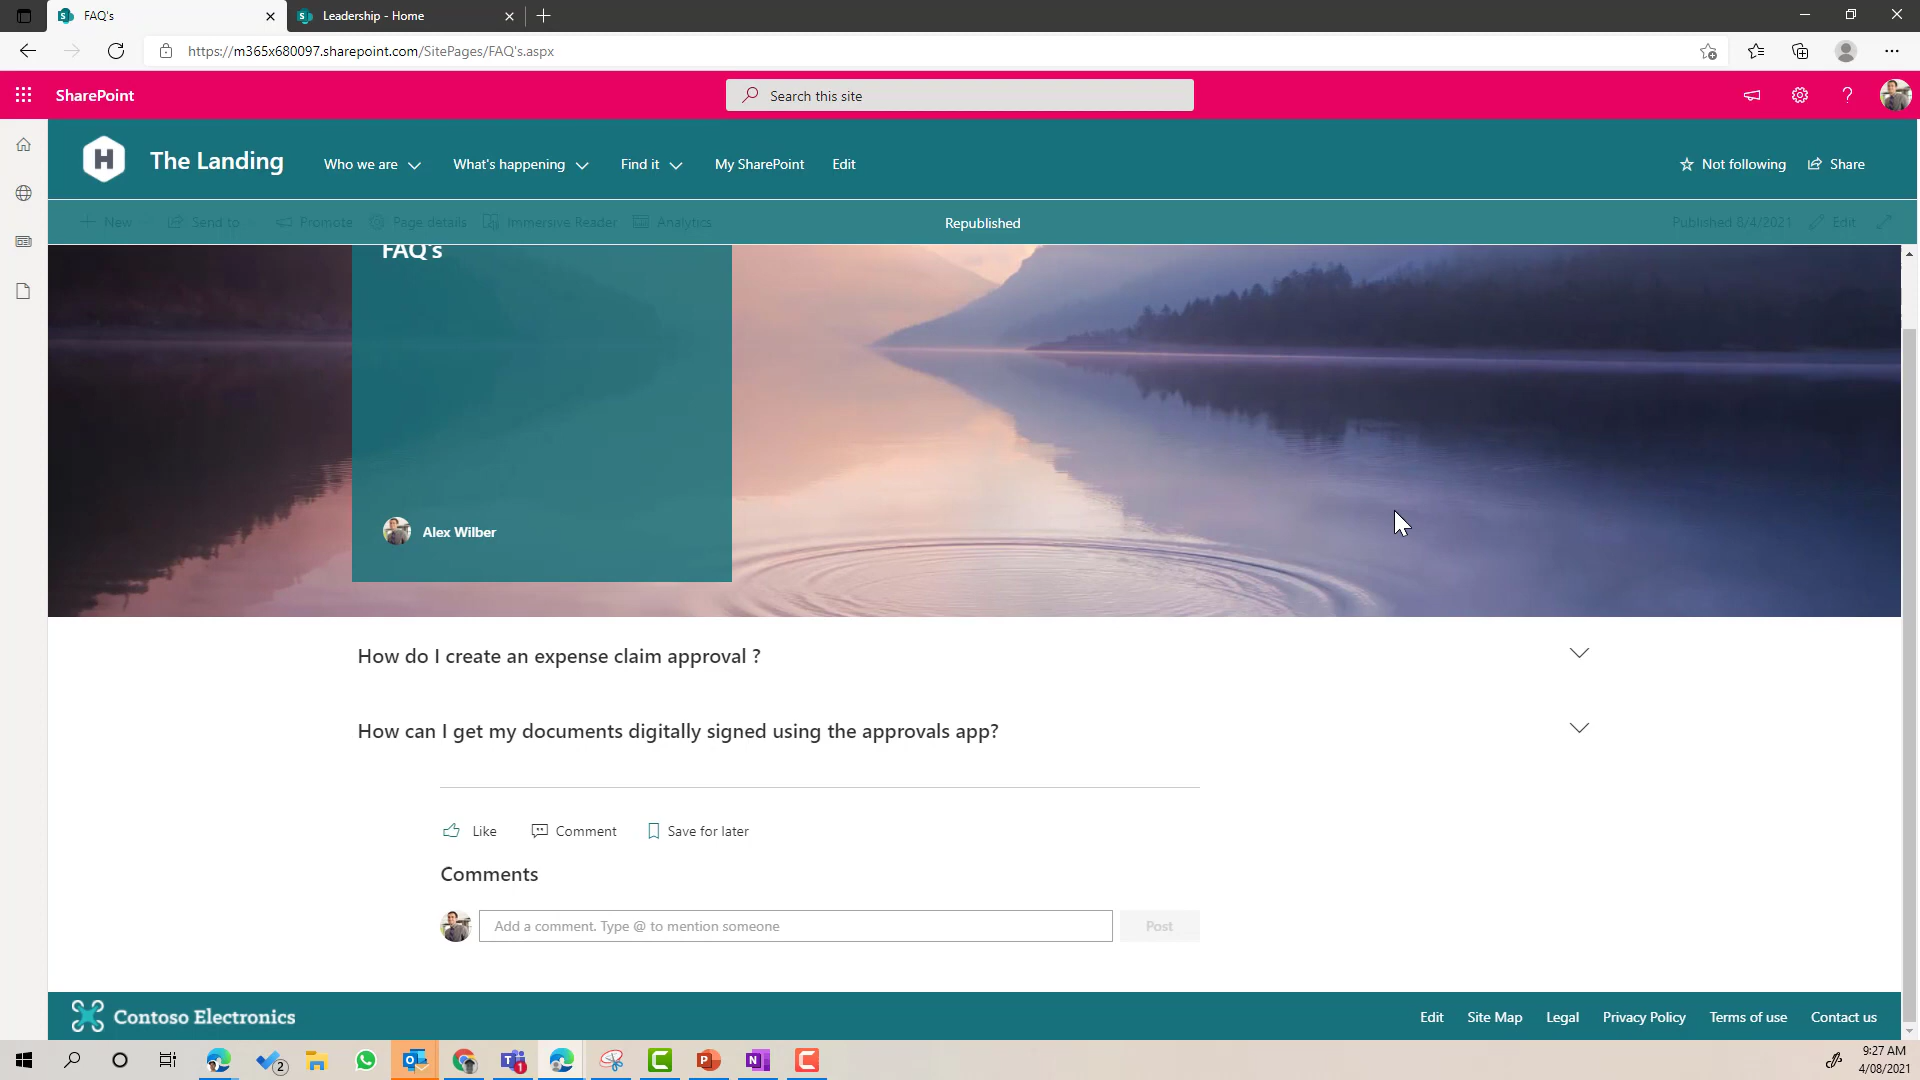 FAQ's
Leadership - Home
https://m365x680097.sharepoint.com/SitePages/FAQ's.aspx
SharePoint
Search this site
H
The Landing
Who we are
What's happening
Find it
My SharePoint
Edit
Not following
Share
New
Send to
Promote
Page details
Immersive Reader
Analytics
Republished
Published 8/4/2021
Edit
FAQ's
Alex Wilber
How do I create an expense claim approval ?
How can I get my documents digitally signed using the approvals app?
Like
Comment
Save for later
Comments
Add a comment. Type @ to mention someone
Post
Contoso Electronics
Edit
Site Map
Legal
Privacy Policy
Terms of use
Contact us
2
1
9:27 AM
4/08/2021